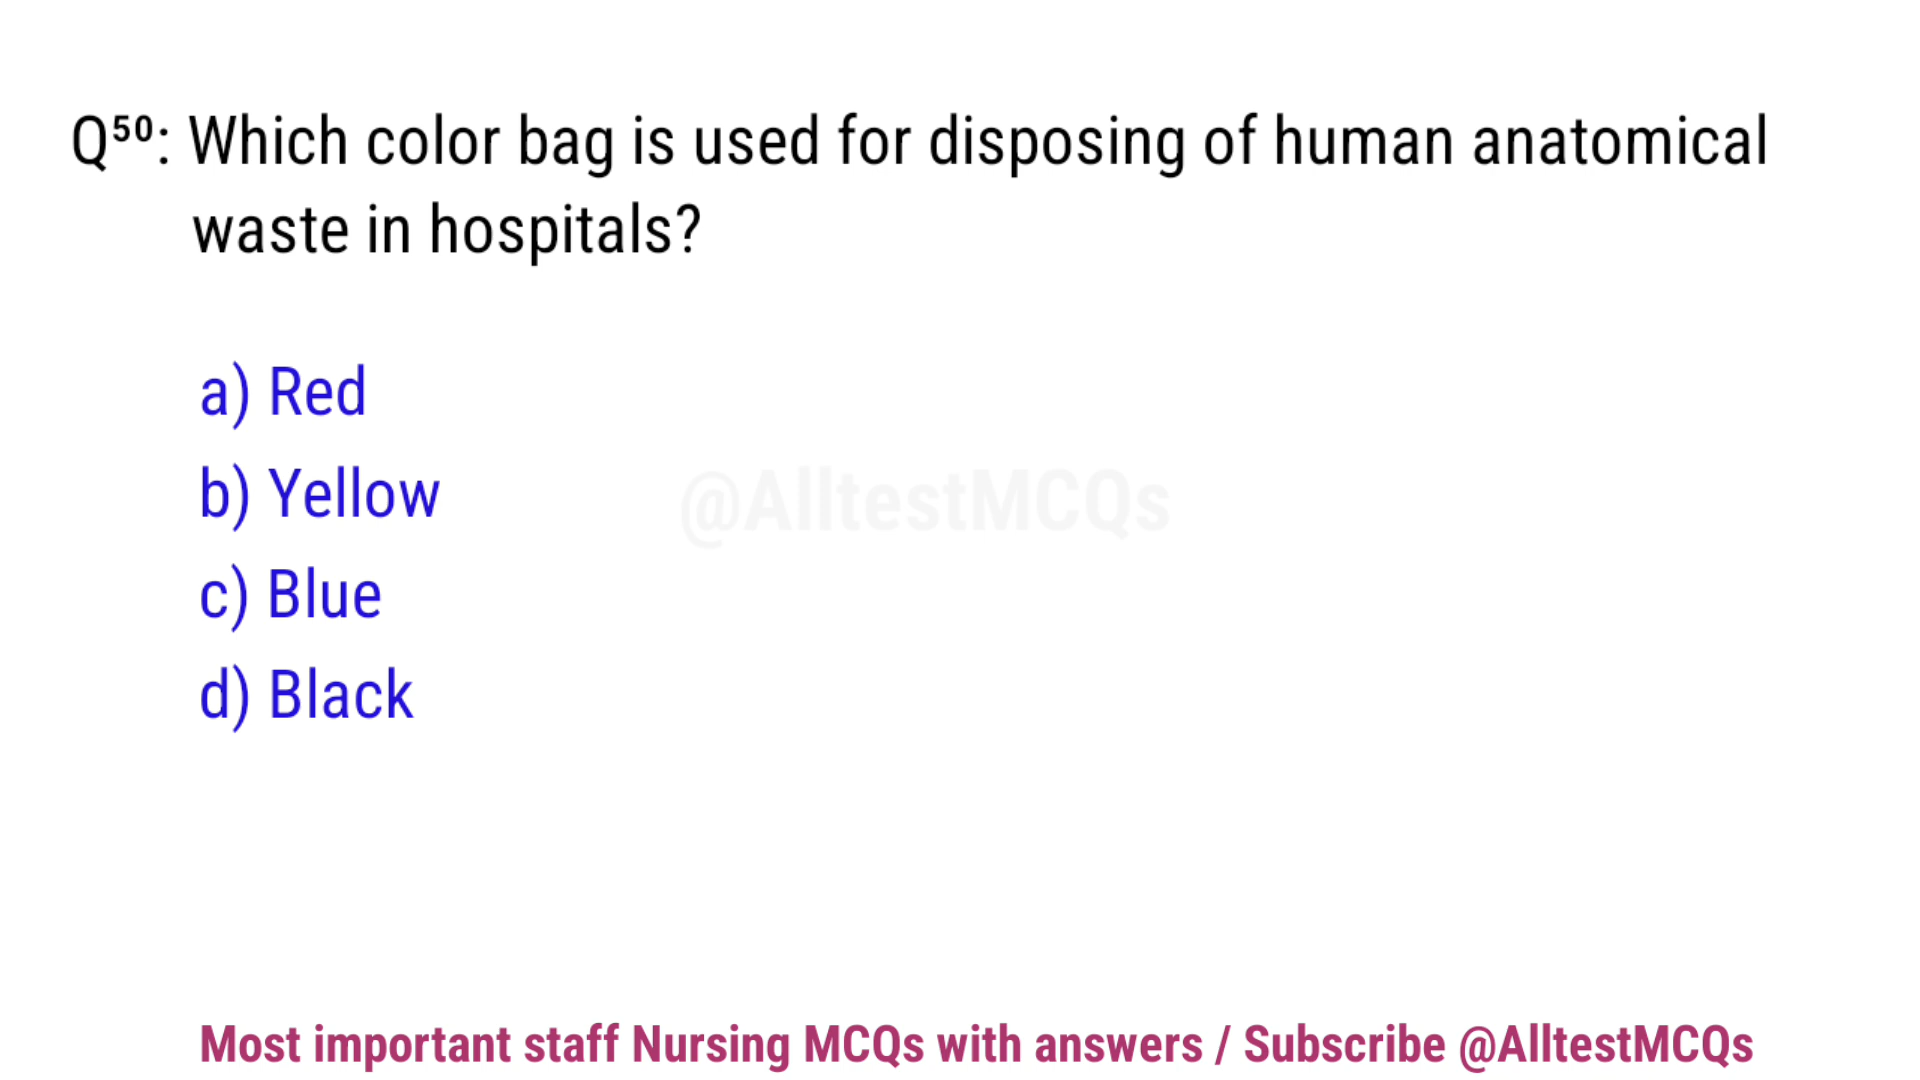 Q⁵⁰: Which color bag is used for disposing of human anatomical
waste in hospitals?
a) Red
b) Yellow
@AlltestMCQs
c) Blue
d) Black
Most important staff Nursing MCQs with answers / Subscribe @AlltestMCQs